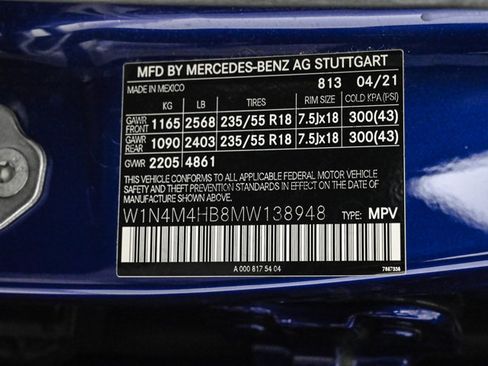 MFD BY MERCEDES-BENZ AG STUTTGART
MADE IN MEXICO 813 04/21
KG LB TIRES RIM SIZE COLD KPA (PSI)
GAWR FRONT 1165 2568 235/55 R18 7.5Jx18 300(43)
GAWR REAR 1090 2403 235/55 R18 7.5Jx18 300(43)
GVWR 2205 4861
THIS VEHICLE CONFORMS TO ALL APPLICABLE FEDERAL MOTOR VEHICLE
SAFETY AND THEFT PREVENTION STANDARDS IN EFFECT ON THE DATE
OF MANUFACTURE
W1N4M4HB8MW138948 TYPE: MPV
A 000 817 54 04